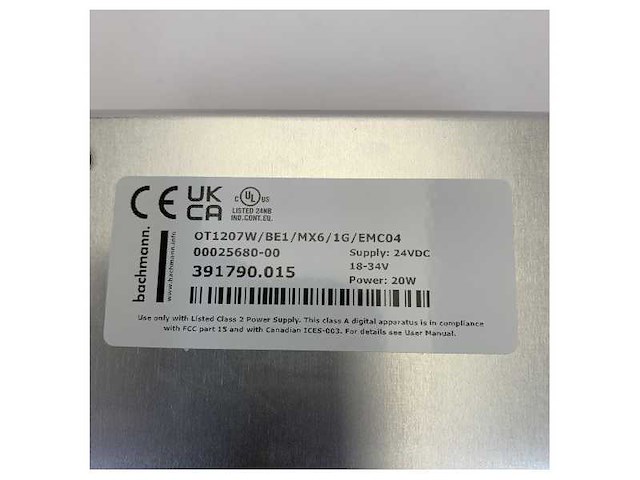 CE UK CA C UL US
LISTED 24NB
IND.CONT.EQ.
bachmann.
www.bachmann.info
OT1207W/BE1/MX6/1G/EMC04
00025680-00 Supply: 24VDC
391790.015 18-34V
Power: 20W
Use only with Listed Class 2 Power Supply. This class A digital apparatus is in compliance
with FCC part 15 and with Canadian ICES-003. For details see User Manual.